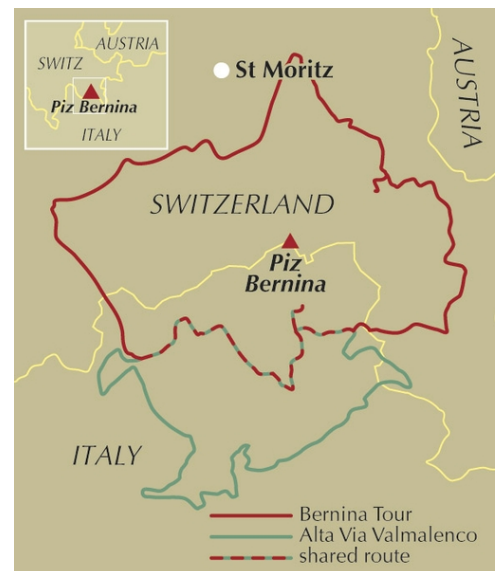 AUSTRIA
SWITZ
Piz Bernina
ITALY
St Moritz
AUSTRIA
SWITZERLAND
Piz
Bernina
ITALY
Bernina Tour
Alta Via Valmalenco
shared route